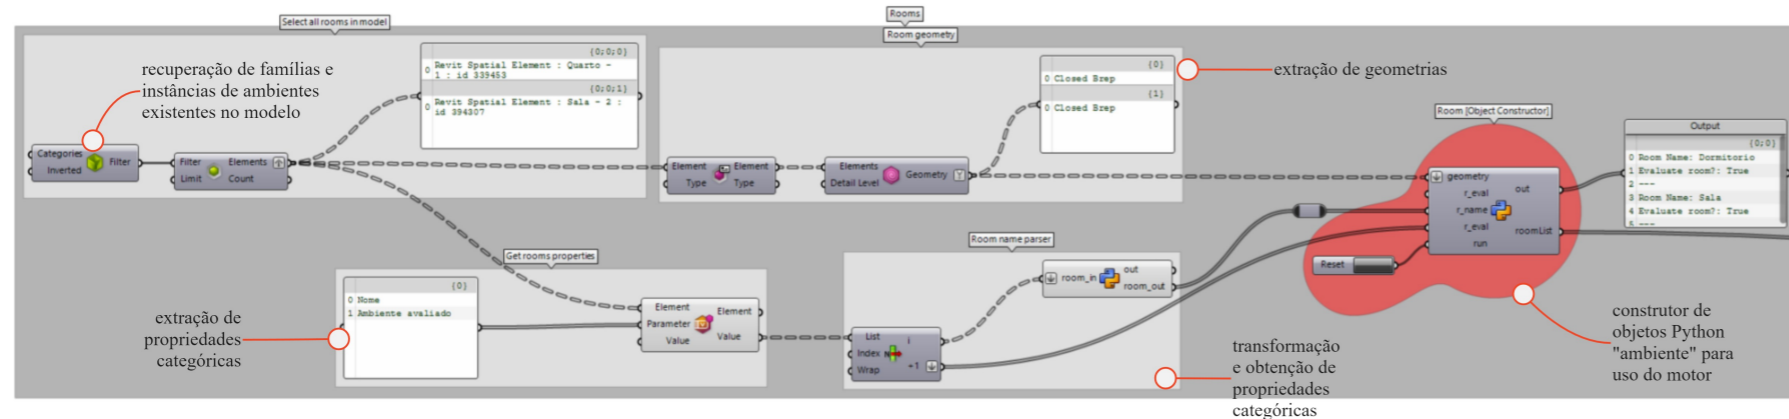 Rooms
Select all rooms in model
recuperação de famílias e
instâncias de ambientes
existentes no modelo
Categories
Inverted
Filter
Filter
Limit
Elements
Count
{0;0;0}
0 Revit Spatial Element : Quarto -
1 : id 339453
{0;0;1}
0 Revit Spatial Element : Sala - 2 :
id 394307
Room geometry
Element
Type
Element
Type
Elements
Detail Level
Geometry
{0}
0 Closed Brep
{1}
0 Closed Brep
extração de geometrias
Get rooms properties
{0}
0 Nome
1 Ambiente avaliado
extração de
propriedades
categóricas
Element
Parameter
Value
Element
Value
Room name parser
room_in
out
room_out
List
Index
Wrap
i
+1
transformação
e obtenção de
propriedades
categóricas
Room [Object Constructor]
geometry
r_eval
r_name
r_eval
run
out
roomList
Reset
Output
{0;0}
0 Room Name: Dormitorio
1 Evaluate room?: True
2 ---
3 Room Name: Sala
4 Evaluate room?: True
5 ---
construtor de
objetos Python
"ambiente" para
uso do motor